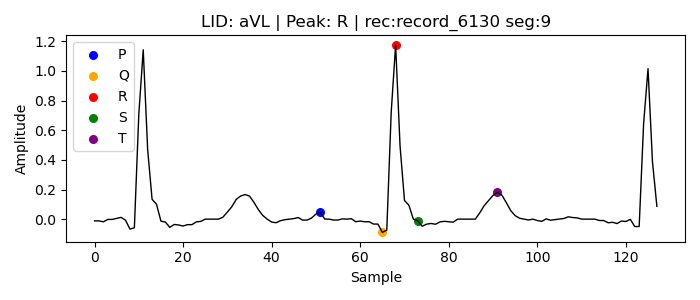 LID: aVL | Peak: R | rec:record_6130 seg:9
1.2
1.0
0.8
0.6
0.4
0.2
0.0
Amplitude
P
Q
R
S
T
0 20 40 60 80 100 120
Sample